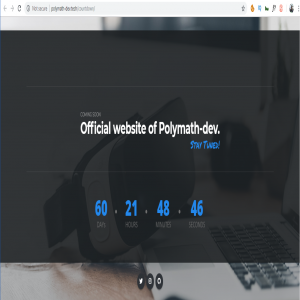 Not secure | polymath-dev.tech/countdown/
COMING SOON
Official website of Polymath-dev.
Stay Tuned!
60 21 48 46
DAYS HOURS MINUTES SECONDS